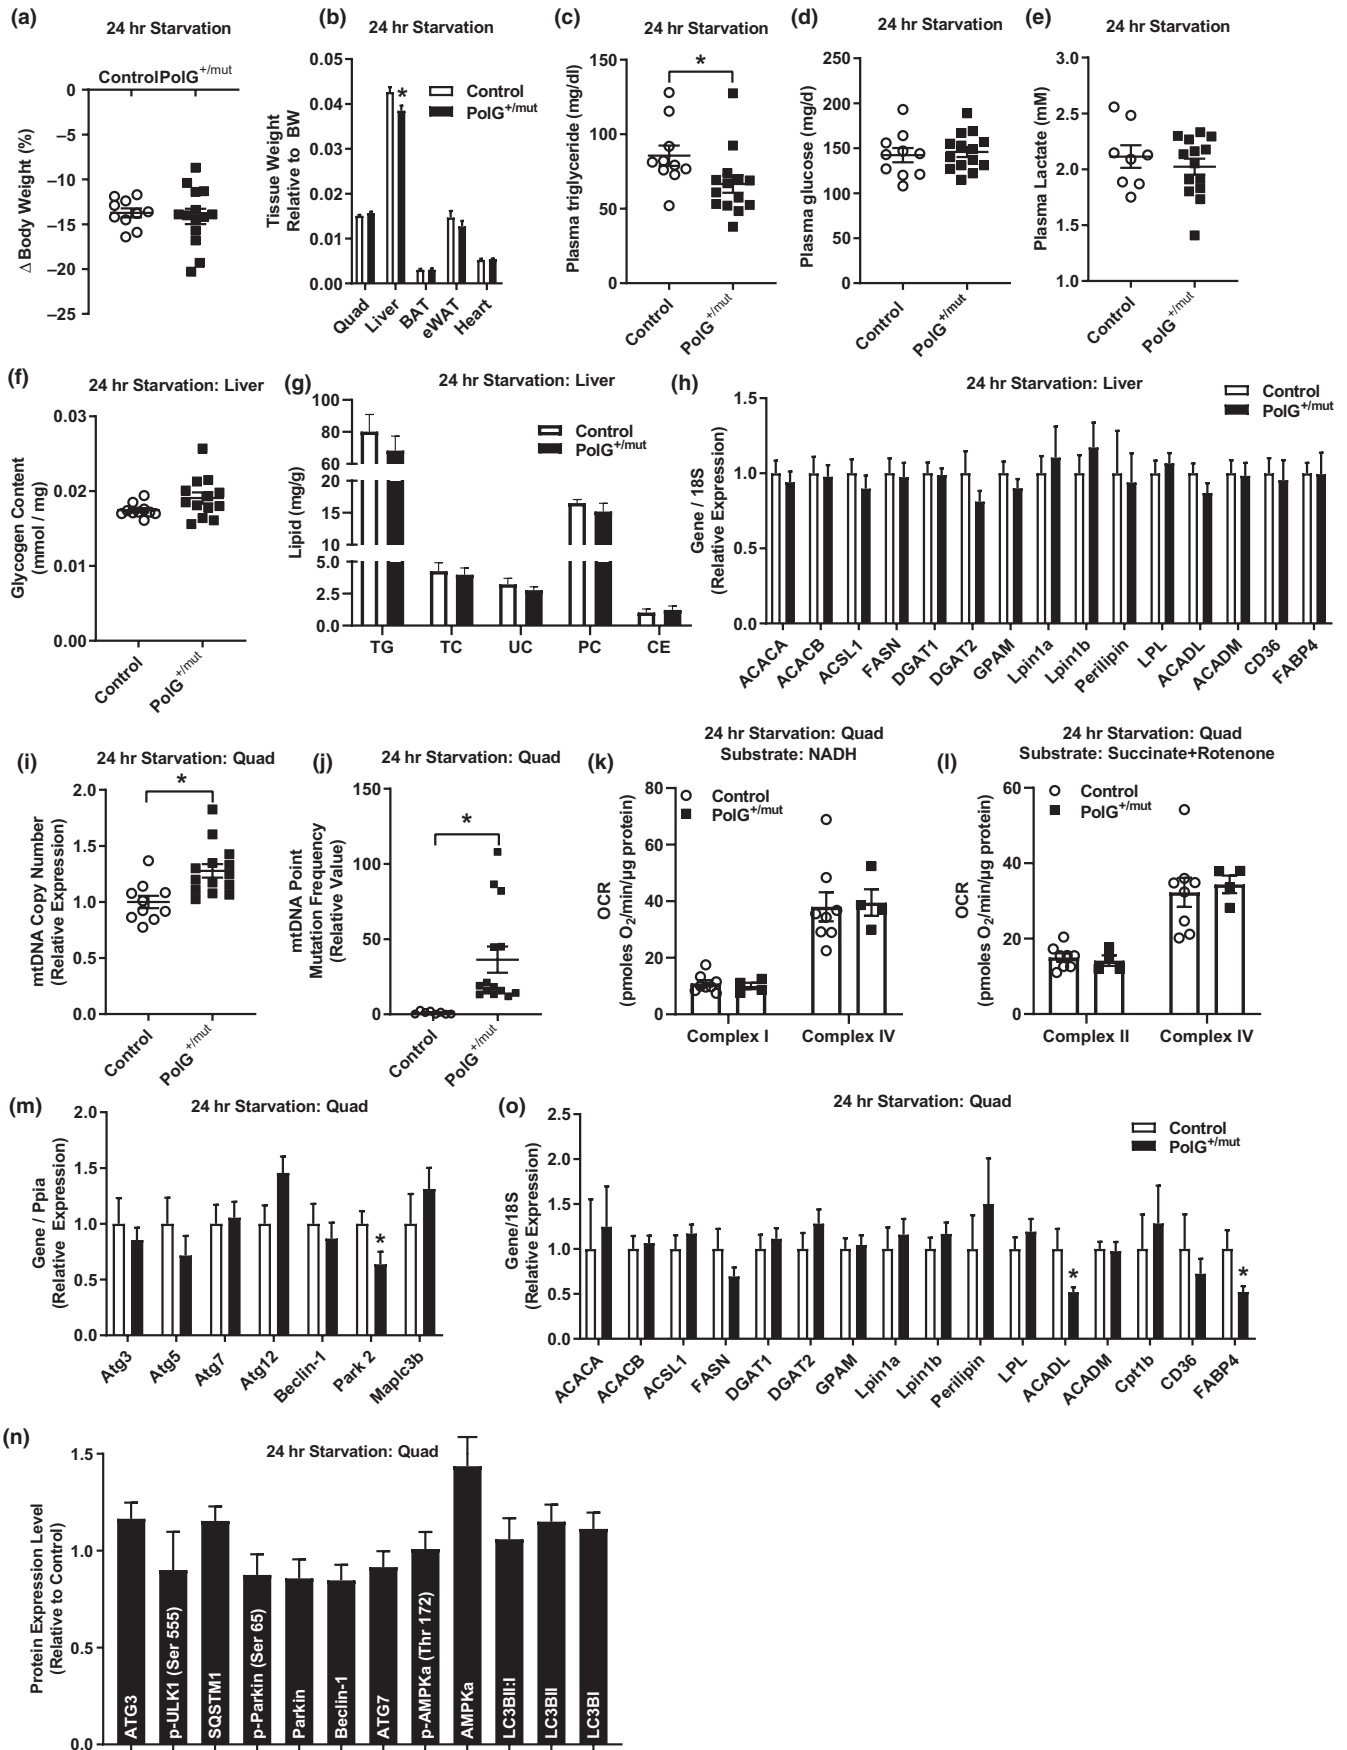 (a)
24 hr Starvation
ControlPolG+/mut
Δ Body Weight (%)
0
–5
–10
–15
–20
–25
(b)
24 hr Starvation
Tissue Weight
Relative to BW
0.05
0.04
0.03
0.02
0.01
0.00
Control
PolG+/mut
*
Quad
Liver
BAT
eWAT
Heart
(c)
24 hr Starvation
Plasma triglyceride (mg/dl)
150
100
50
0
*
Control
PolG+/mut
(d)
24 hr Starvation
Plasma glucose (mg/d)
250
200
150
100
50
0
Control
PolG+/mut
(e)
24 hr Starvation
Plasma Lactate (mM)
3.0
2.5
2.0
1.5
1.0
Control
PolG+/mut
(f)
24 hr Starvation: Liver
Glycogen Content
(mmol / mg)
0.03
0.02
0.01
0.00
Control
PolG+/mut
(g)
24 hr Starvation: Liver
Lipid (mg/g)
100
80
60
20
15
10
5.0
2.5
0.0
Control
PolG+/mut
TG
TC
UC
PC
CE
(h)
24 hr Starvation: Liver
Gene / 18S
(Relative Expression)
1.5
1.0
0.5
0.0
Control
PolG+/mut
ACACA
ACACB
ACSL1
FASN
DGAT1
DGAT2
GPAM
Lpin1a
Lpin1b
Perilipin
LPL
ACADL
ACADM
CD36
FABP4
(i)
24 hr Starvation: Quad
mtDNA Copy Number
(Relative Expression)
2.0
1.5
1.0
0.5
0.0
*
Control
PolG+/mut
(j)
24 hr Starvation: Quad
mtDNA Point
Mutation Frequency
(Relative Value)
150
100
50
0
*
Control
PolG+/mut
(k)
24 hr Starvation: Quad
Substrate: NADH
OCR
(pmoles O2/min/μg protein)
80
60
40
20
0
Control
PolG+/mut
Complex I
Complex IV
(l)
24 hr Starvation: Quad
Substrate: Succinate+Rotenone
OCR
(pmoles O2/min/μg protein)
60
40
20
0
Control
PolG+/mut
Complex II
Complex IV
(m)
24 hr Starvation: Quad
Gene / Ppia
(Relative Expression)
2.0
1.5
1.0
0.5
0.0
*
Atg3
Atg5
Atg7
Atg12
Beclin-1
Park 2
Maplc3b
(o)
24 hr Starvation: Quad
Gene/18S
(Relative Expression)
2.5
2.0
1.5
1.0
0.5
0.0
Control
PolG+/mut
*
*
ACACA
ACACB
ACSL1
FASN
DGAT1
DGAT2
GPAM
Lpin1a
Lpin1b
Perilipin
LPL
ACADL
ACADM
Cpt1b
CD36
FABP4
(n)
24 hr Starvation: Quad
Protein Expression Level
(Relative to Control)
1.5
1.0
0.5
0.0
ATG3
p-ULK1 (Ser 555)
SQSTM1
p-Parkin (Ser 65)
Parkin
Beclin-1
ATG7
p-AMPKa (Thr 172)
AMPKa
LC3BII:I
LC3BII
LC3BI